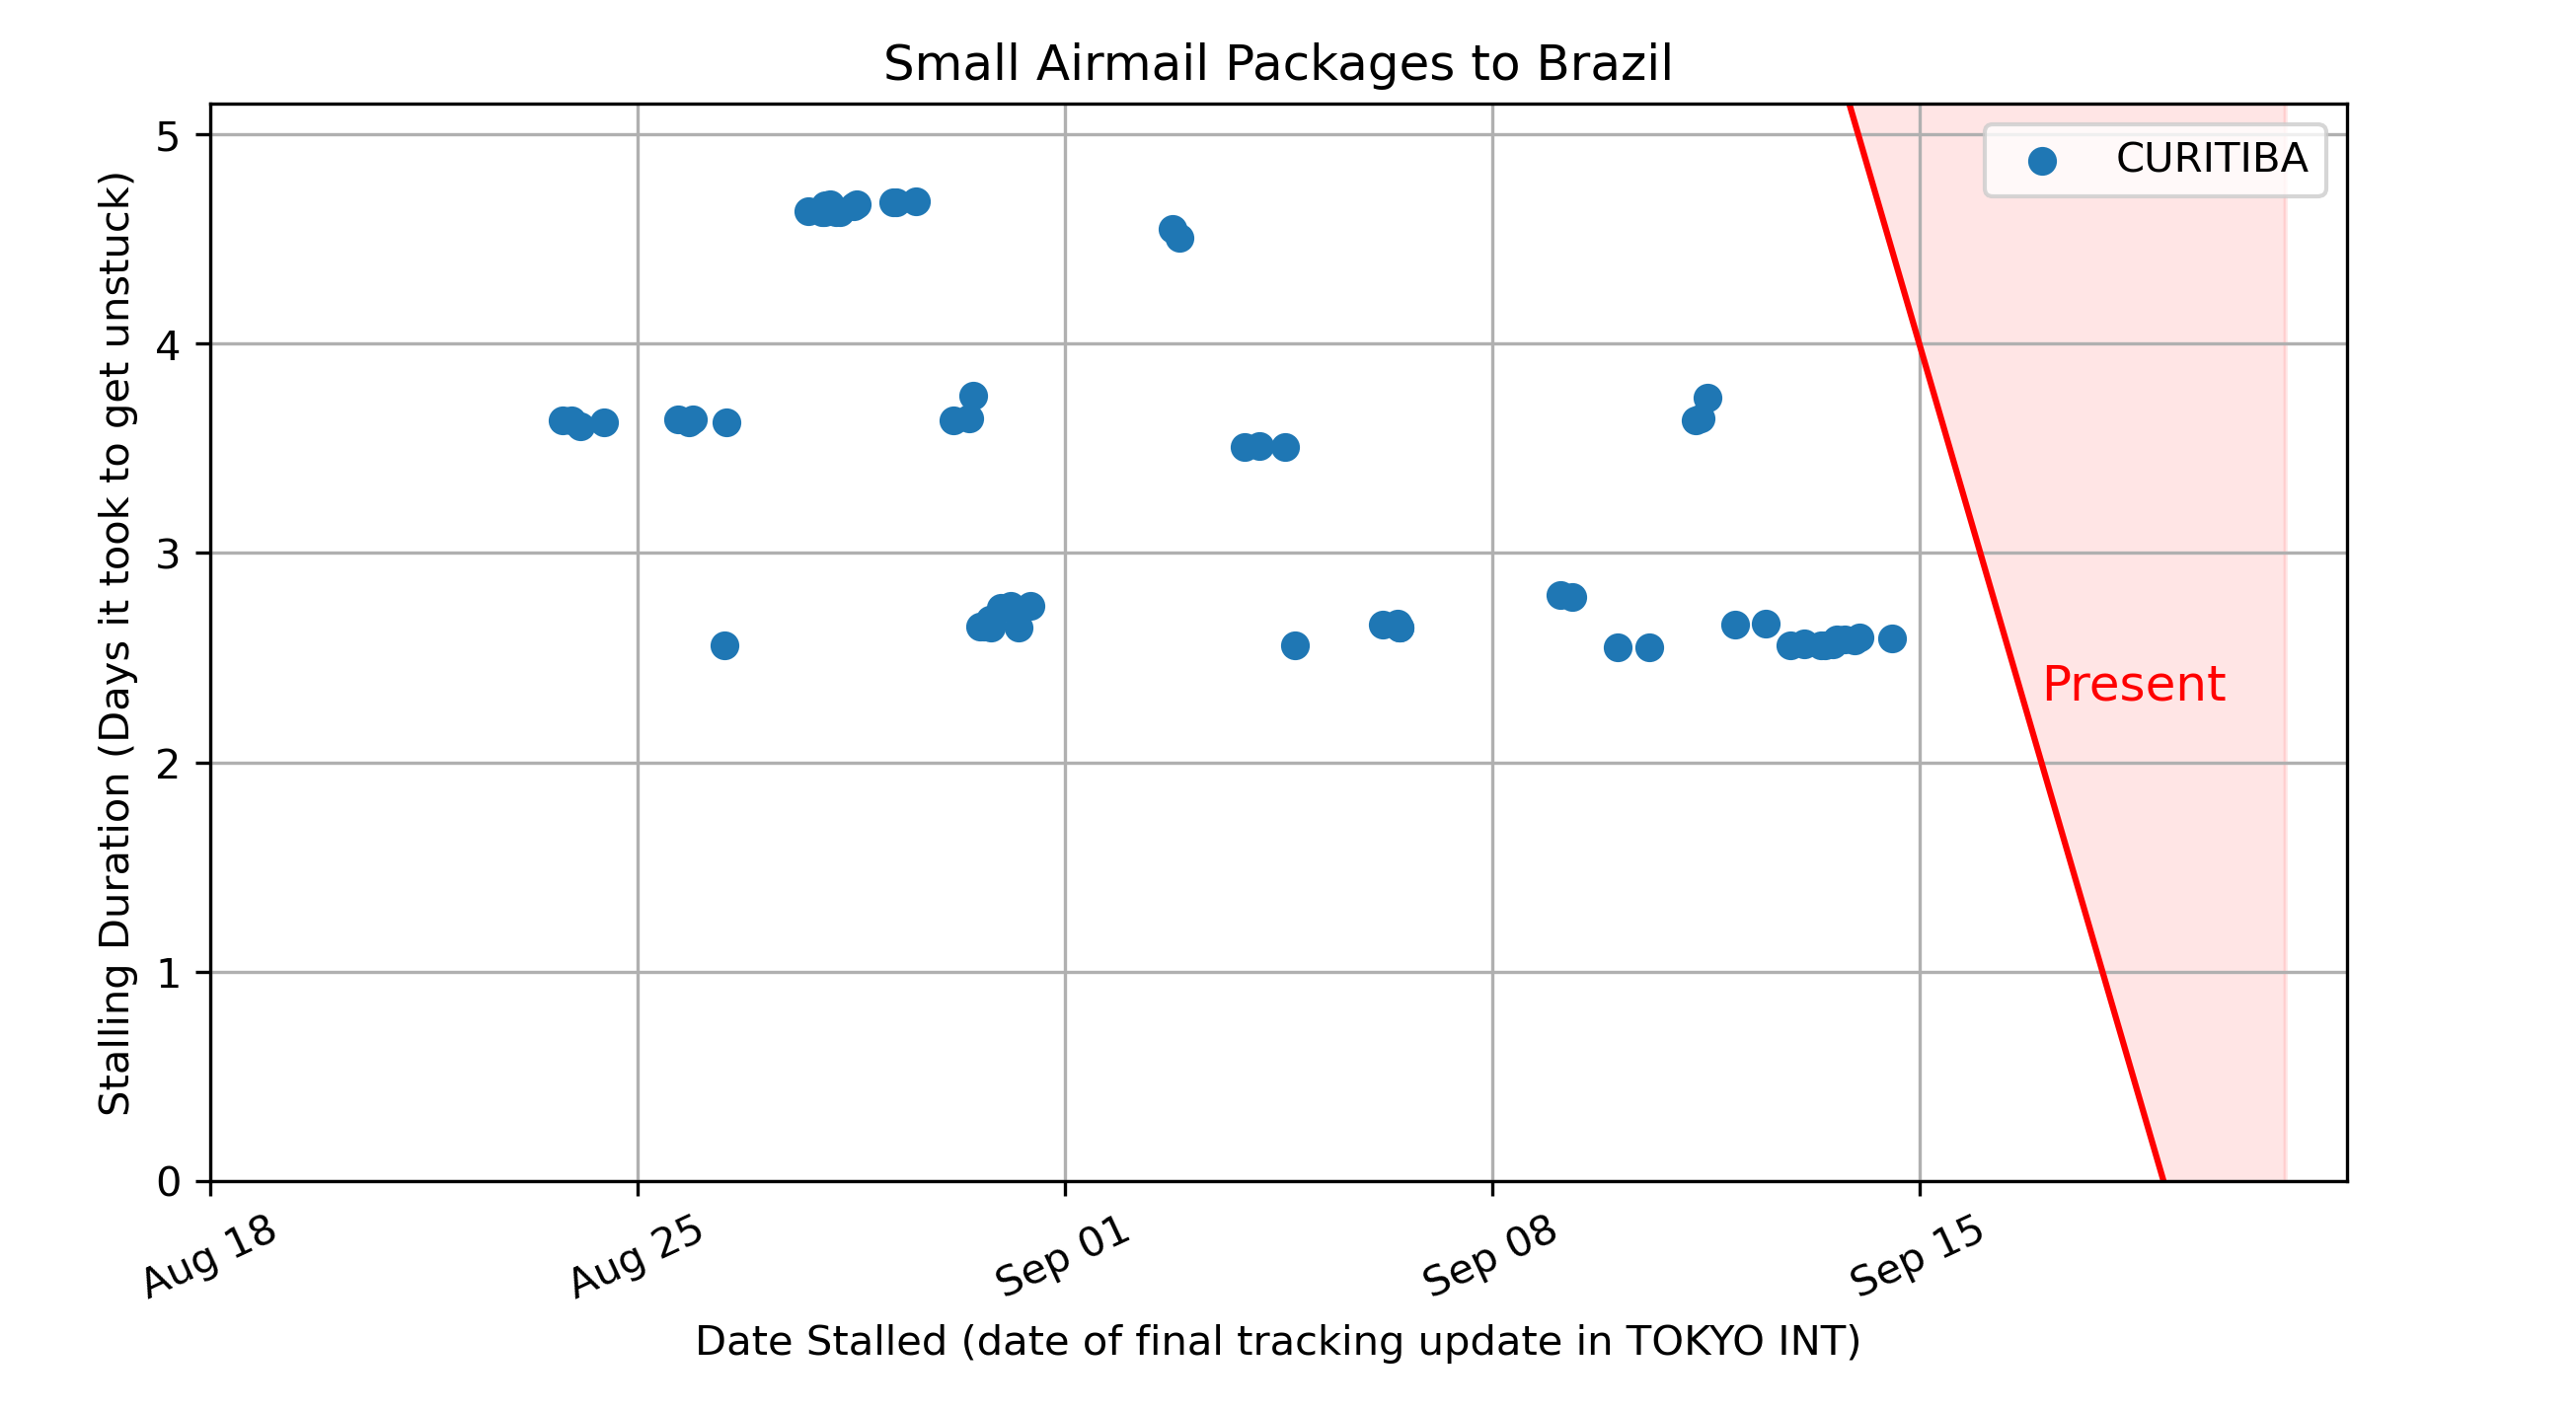 Small Airmail Packages to Brazil
Stalling Duration (Days it took to get unstuck)
5
4
3
2
1
0
CURITIBA
Present
Aug 18
Aug 25
Sep 01
Sep 08
Sep 15
Date Stalled (date of final tracking update in TOKYO INT)